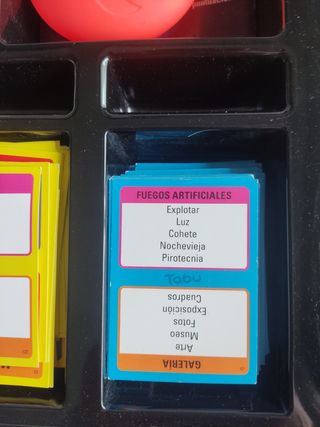 FUEGOS ARTIFICIALES
Explotar
Luz
Cohete
Nochevieja
Pirotecnia
Tabú
GALERÍA
Arte
Museo
Fotos
Exposición
Cuadros